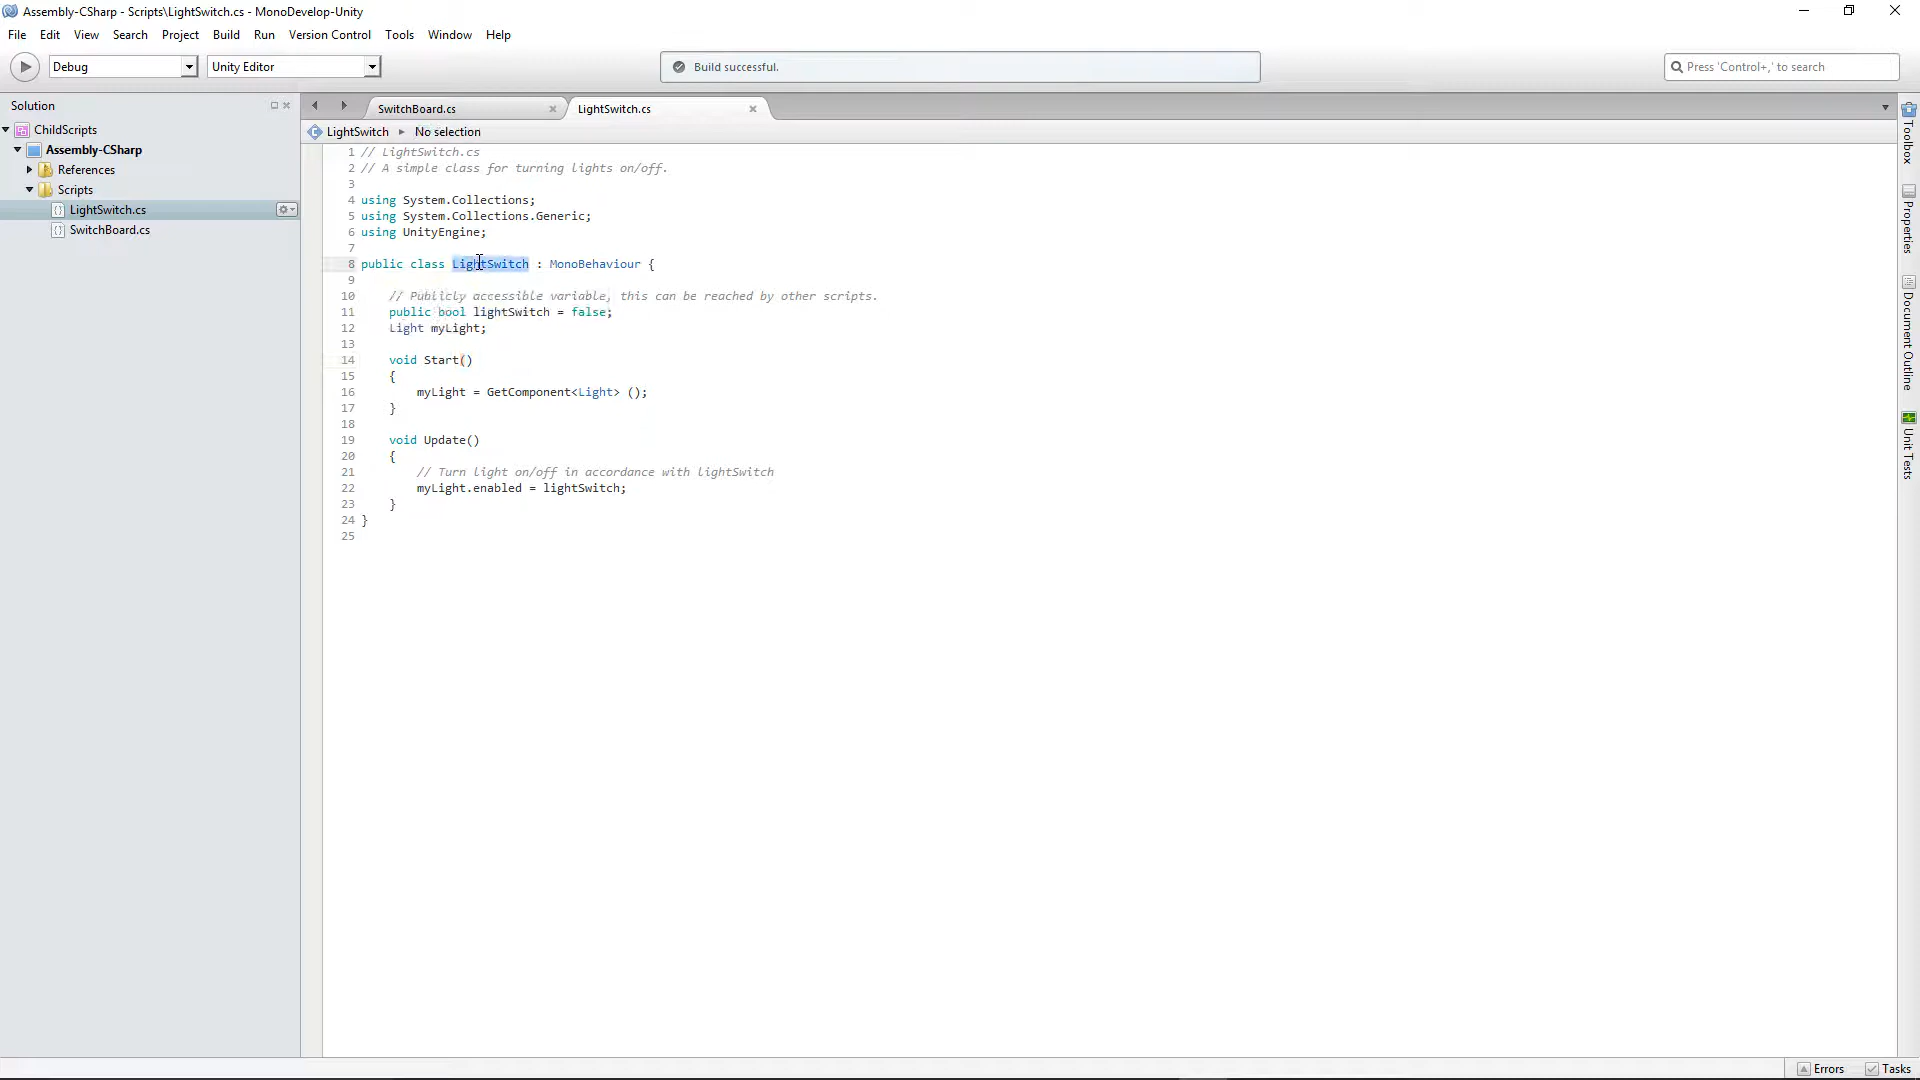 Assembly-CSharp - Scripts\LightSwitch.cs - MonoDevelop-Unity
File Edit View Search Project Build Run Version Control Tools Window Help
Debug Unity Editor Build successful. Press 'Control+,' to search
Solution
ChildScripts
Assembly-CSharp
References
Scripts
LightSwitch.cs
SwitchBoard.cs
SwitchBoard.cs LightSwitch.cs
LightSwitch No selection
1 // LightSwitch.cs
2 // A simple class for turning lights on/off.
3
4 using System.Collections;
5 using System.Collections.Generic;
6 using UnityEngine;
7
8 public class LightSwitch : MonoBehaviour {
9
10 // Publicly accessible variable, this can be reached by other scripts.
11 public bool lightSwitch = false;
12 Light myLight;
13
14 void Start()
15 {
16 myLight = GetComponent<Light> ();
17 }
18
19 void Update()
20 {
21 // Turn light on/off in accordance with lightSwitch
22 myLight.enabled = lightSwitch;
23 }
24 }
25
Toolbox
Properties
Document Outline
Unit Tests
Errors Tasks